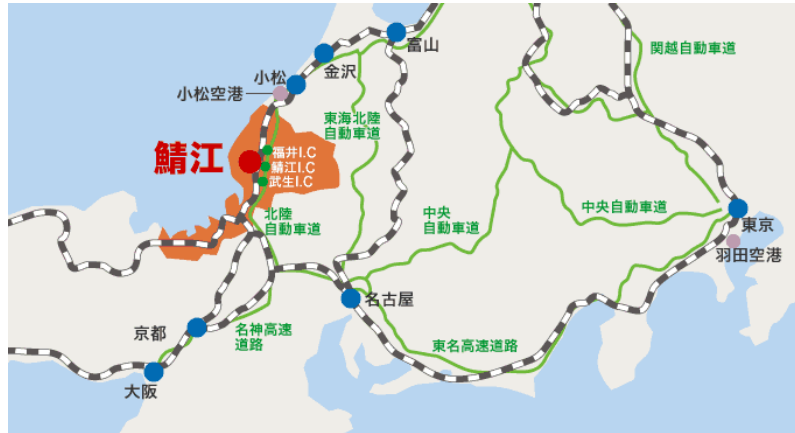 関越自動車道
富山
金沢
小松
小松空港
東海北陸
自動車道
鯖江
福井I.C
鯖江I.C
武生I.C
北陸
自動車道
中央
自動車道
中央自動車道
東京
羽田空港
名古屋
京都
名神高速
道路
東名高速道路
大阪